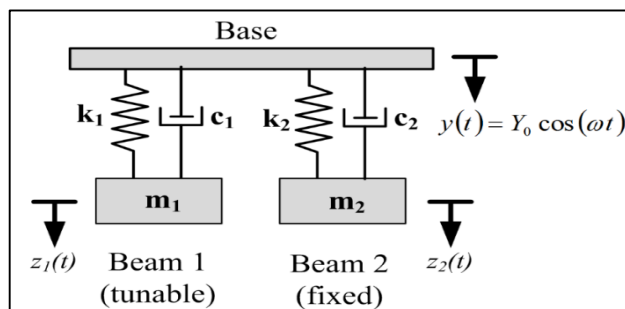 Base
k1 c1 k2 c2
y(t) = Y0 cos(ωt)
m1 m2
z1(t) Beam 1 Beam 2 z2(t)
(tunable) (fixed)